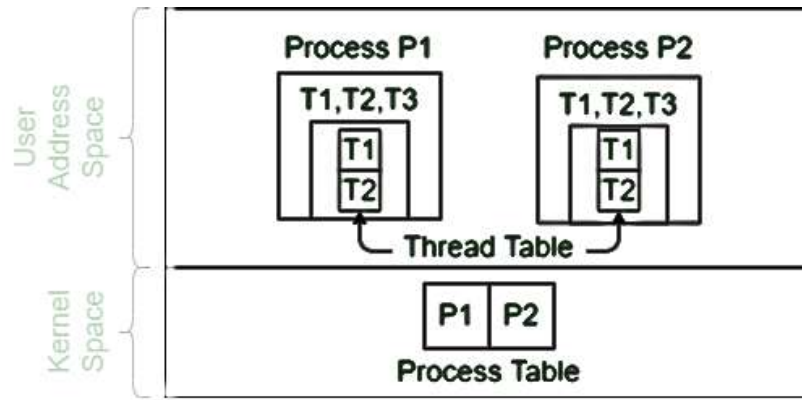 User
Address
Space
Process P1
Process P2
T1,T2,T3
T1,T2,T3
T1
T2
T1
T2
Thread Table
Kernel
Space
P1 P2
Process Table